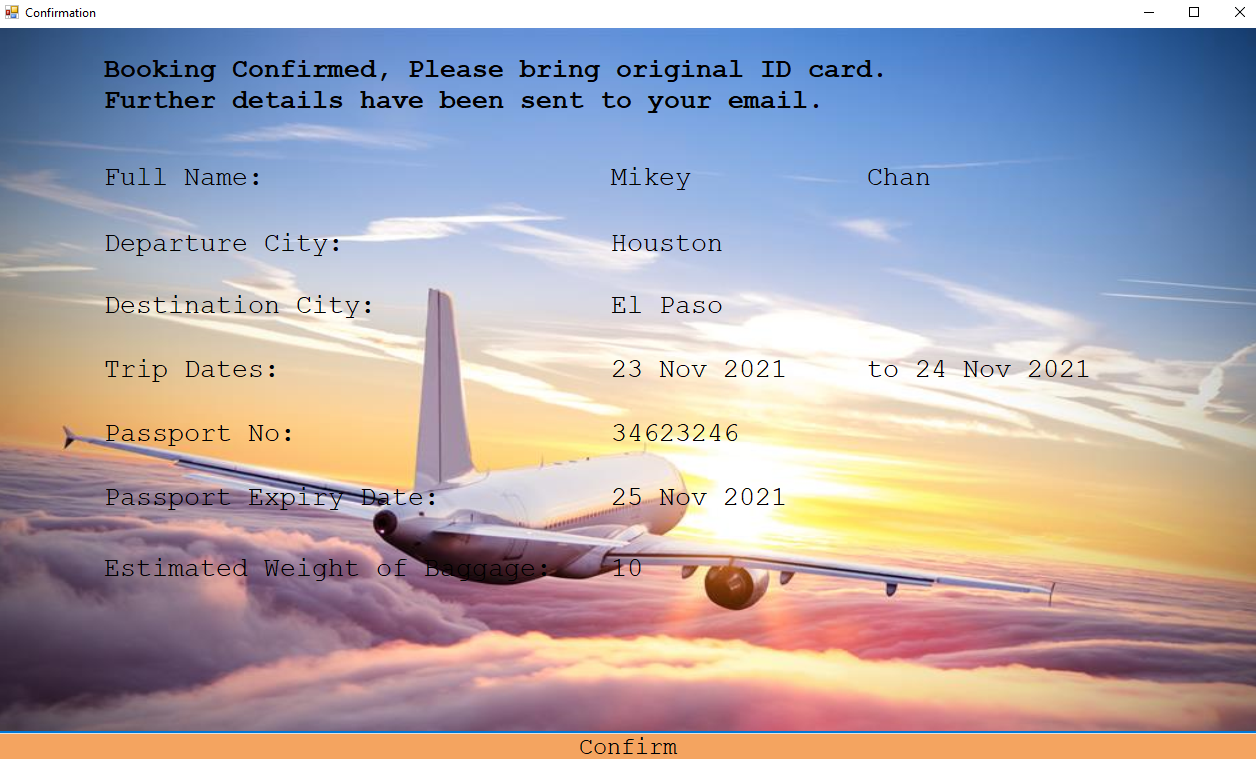 Confirmation
Booking Confirmed, Please bring original ID card.
Further details have been sent to your email.
Full Name: Mikey Chan
Departure City: Houston
Destination City: El Paso
Trip Dates: 23 Nov 2021 to 24 Nov 2021
Passport No: 34623246
Passport Expiry Date: 25 Nov 2021
Estimated Weight of Baggage: 10
Confirm